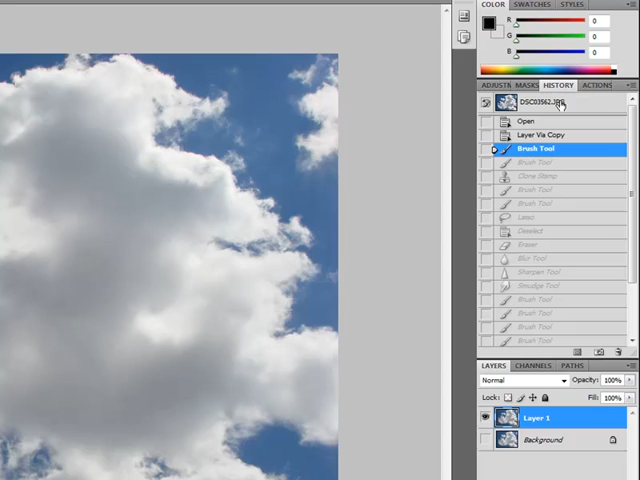 COLOR SWATCHES STYLES
R 0
G 0
B 0
ADJUSTM MASKS HISTORY ACTIONS
DSC03562.JPG
Open
Layer Via Copy
Brush Tool
Brush Tool
Clone Stamp
Brush Tool
Brush Tool
Lasso
Deselect
Eraser
Blur Tool
Sharpen Tool
Smudge Tool
Brush Tool
Brush Tool
Brush Tool
Brush Tool
LAYERS CHANNELS PATHS
Normal Opacity: 100%
Lock: Fill: 100%
Layer 1
Background